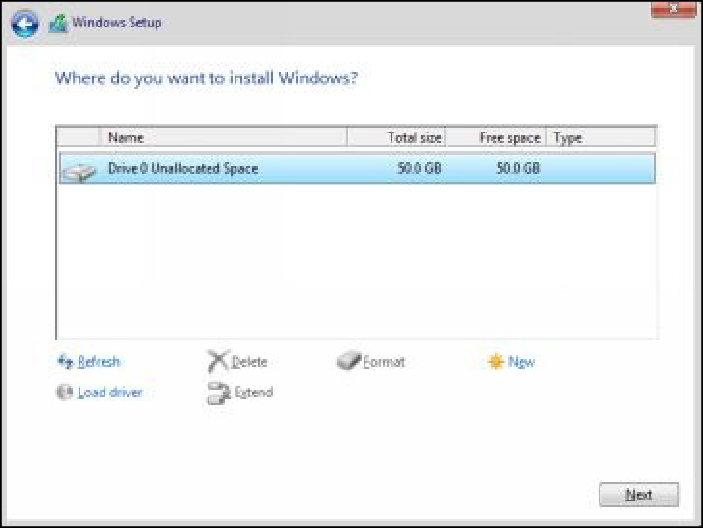 Windows Setup
Where do you want to install Windows?
Name Total size Free space Type
Drive 0 Unallocated Space 50.0 GB 50.0 GB
Refresh Delete Format New
Load driver Extend
Next